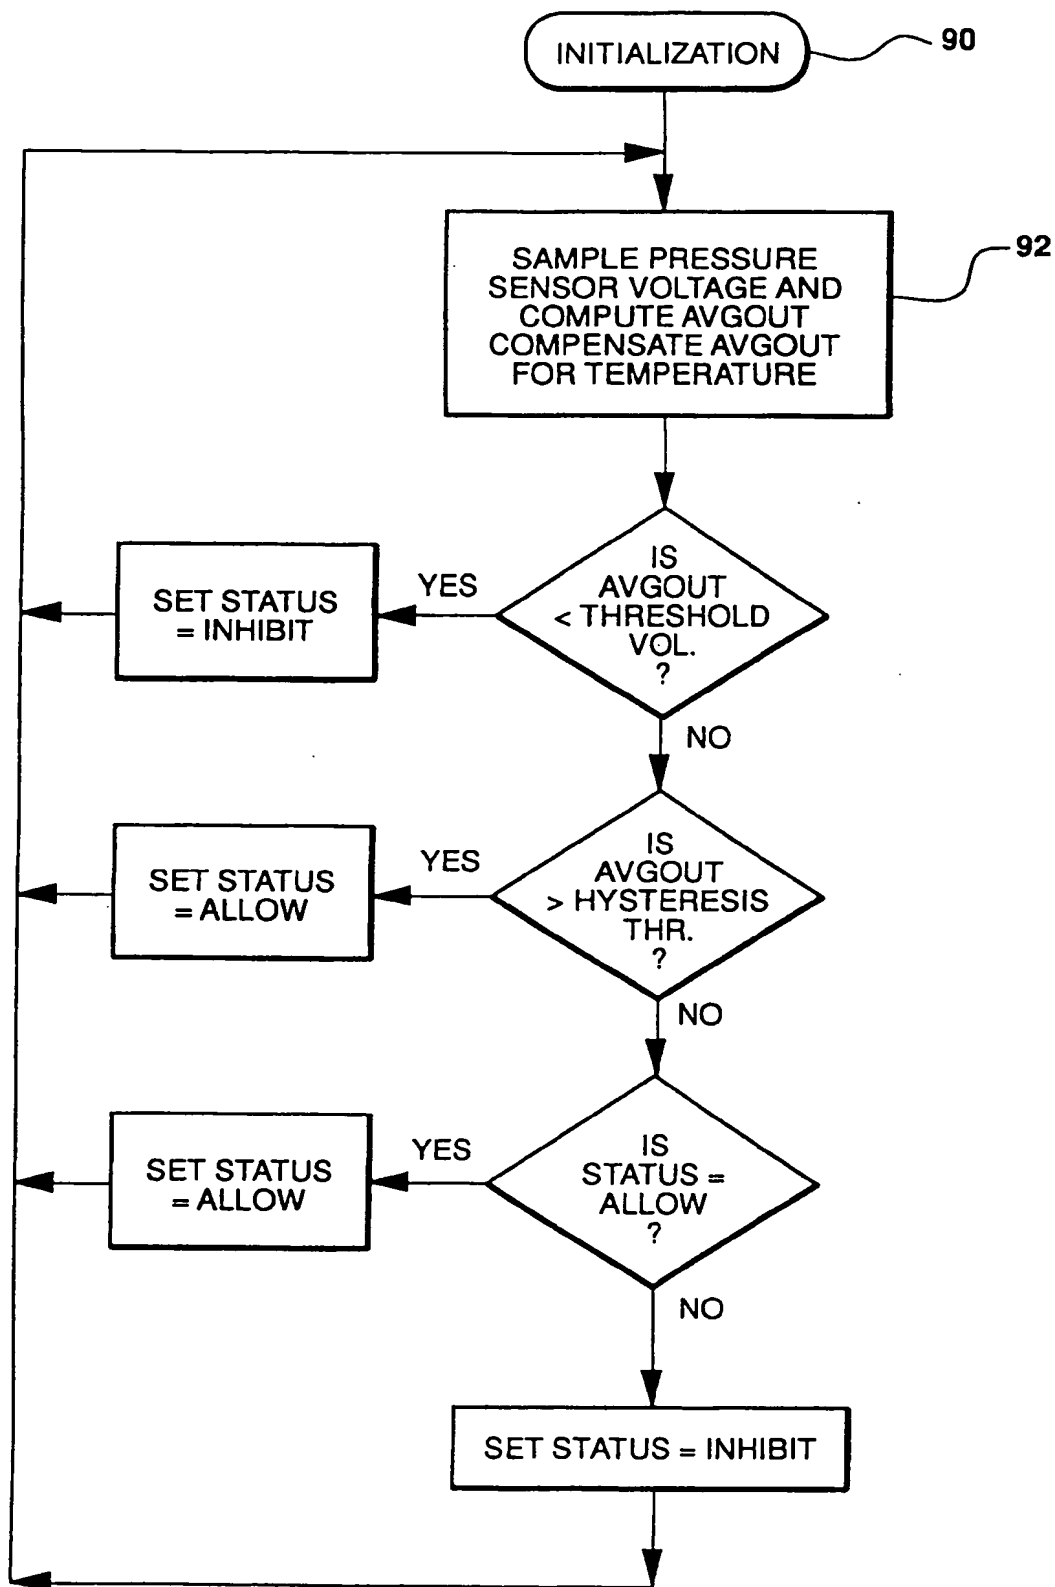 INITIALIZATION
90
SAMPLE PRESSURE
SENSOR VOLTAGE AND
COMPUTE AVGOUT
COMPENSATE AVGOUT
FOR TEMPERATURE
92
IS
AVGOUT
< THRESHOLD
VOL.
?
YES
SET STATUS
= INHIBIT
NO
IS
AVGOUT
> HYSTERESIS
THR.
?
YES
SET STATUS
= ALLOW
NO
IS
STATUS =
ALLOW
?
YES
SET STATUS
= ALLOW
NO
SET STATUS = INHIBIT